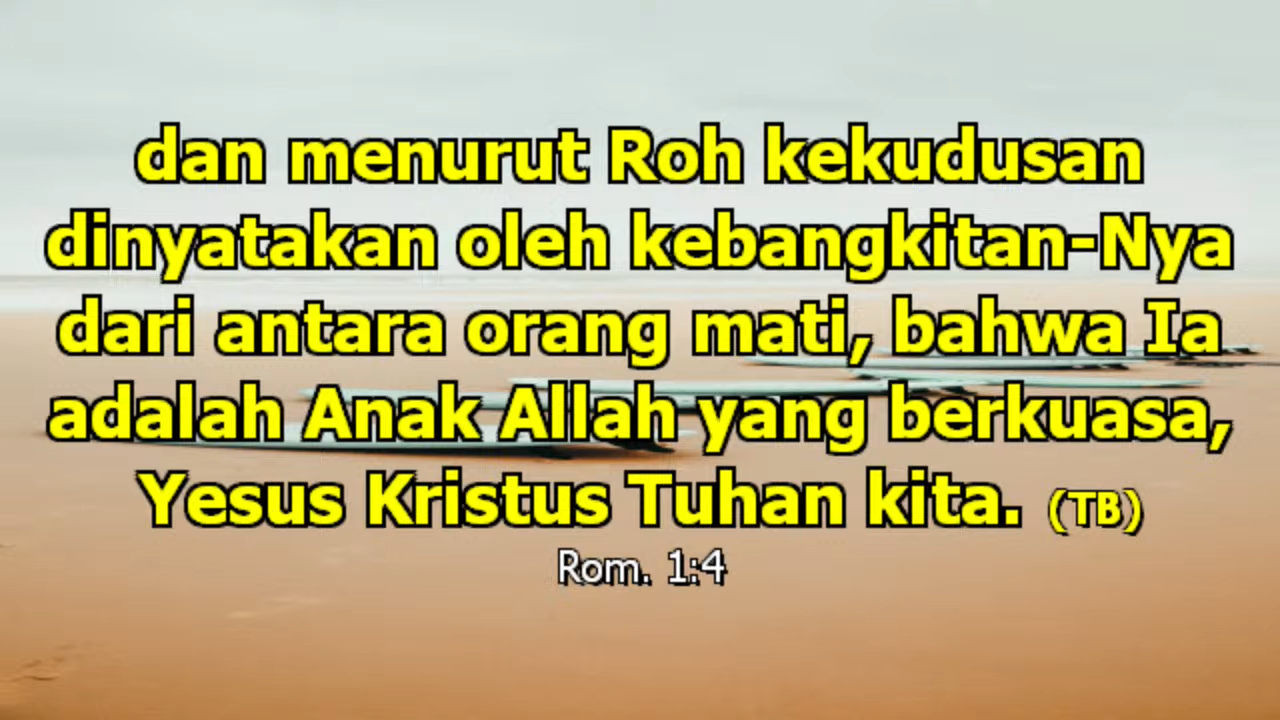 dan menurut Roh kekudusan
dinyatakan oleh kebangkitan-Nya
dari antara orang mati, bahwa Ia
adalah Anak Allah yang berkuasa,
Yesus Kristus Tuhan kita. (TB)
Rom. 1:4